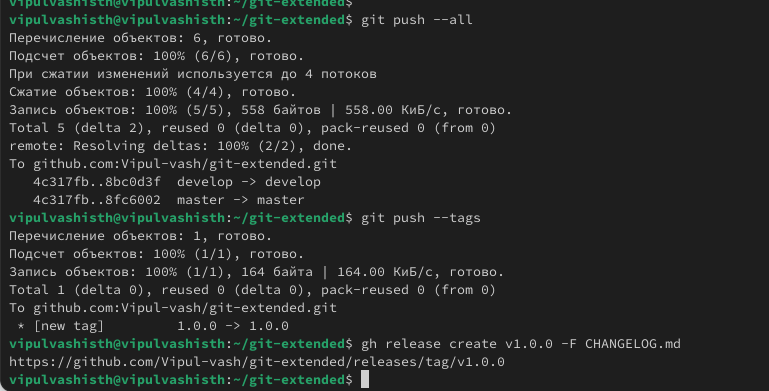 vipulvashisth@vipulvashisth:~/git-extended$
vipulvashisth@vipulvashisth:~/git-extended$ git push --all
Перечисление объектов: 6, готово.
Подсчет объектов: 100% (6/6), готово.
При сжатии изменений используется до 4 потоков
Сжатие объектов: 100% (4/4), готово.
Запись объектов: 100% (5/5), 558 байтов | 558.00 КиБ/с, готово.
Total 5 (delta 2), reused 0 (delta 0), pack-reused 0 (from 0)
remote: Resolving deltas: 100% (2/2), done.
To github.com:Vipul-vash/git-extended.git
   4c317fb..8bc0d3f  develop -> develop
   4c317fb..8fc6002  master -> master
vipulvashisth@vipulvashisth:~/git-extended$ git push --tags
Перечисление объектов: 1, готово.
Подсчет объектов: 100% (1/1), готово.
Запись объектов: 100% (1/1), 164 байта | 164.00 КиБ/с, готово.
Total 1 (delta 0), reused 0 (delta 0), pack-reused 0 (from 0)
To github.com:Vipul-vash/git-extended.git
 * [new tag]         1.0.0 -> 1.0.0
vipulvashisth@vipulvashisth:~/git-extended$ gh release create v1.0.0 -F CHANGELOG.md
https://github.com/Vipul-vash/git-extended/releases/tag/v1.0.0
vipulvashisth@vipulvashisth:~/git-extended$